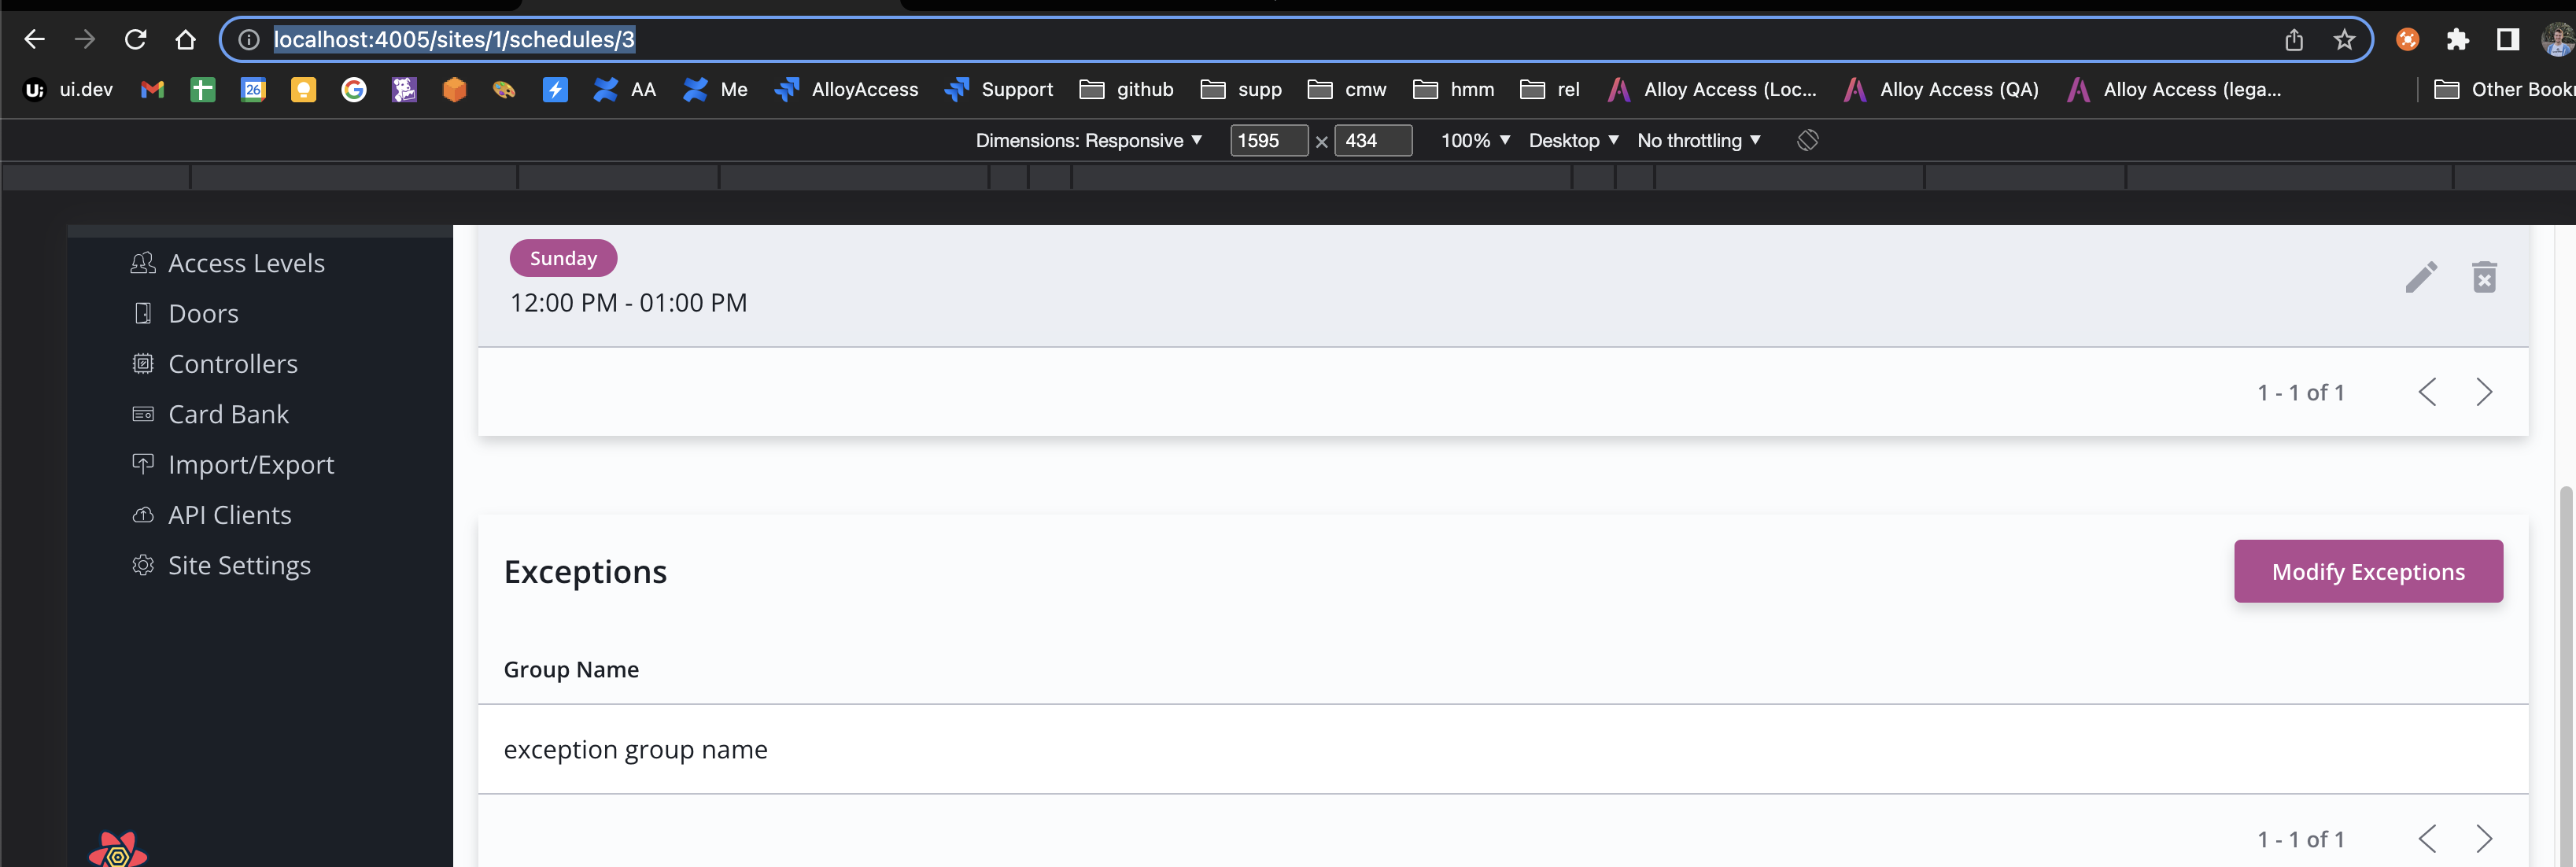 localhost:4005/sites/1/schedules/3
ui.dev 26 AA Me AlloyAccess Support github supp cmw hmm rel Alloy Access (Loc... Alloy Access (QA) Alloy Access (lega... Other Book
Dimensions: Responsive 1595 × 434 100% Desktop No throttling
Access Levels
Doors
Controllers
Card Bank
Import/Export
API Clients
Site Settings
Sunday
12:00 PM - 01:00 PM
1 - 1 of 1
Exceptions
Modify Exceptions
Group Name
exception group name
1 - 1 of 1